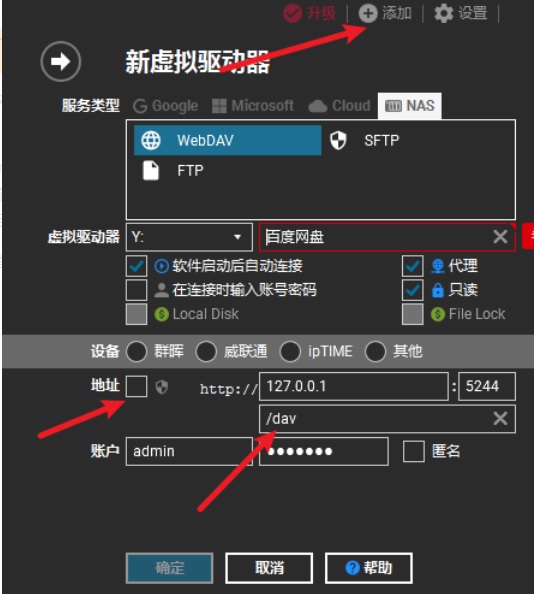 升级 添加 设置
新虚拟驱动器
服务类型 Google Microsoft Cloud NAS
WebDAV SFTP
FTP
虚拟驱动器 Y: 百度网盘
软件启动后自动连接 代理
在连接时输入账号密码 只读
Local Disk File Lock
设备 群晖 威联通 ipTIME 其他
地址 http:// 127.0.0.1 : 5244
/dav
账户 admin ●●●●●●● 匿名
确定 取消 帮助